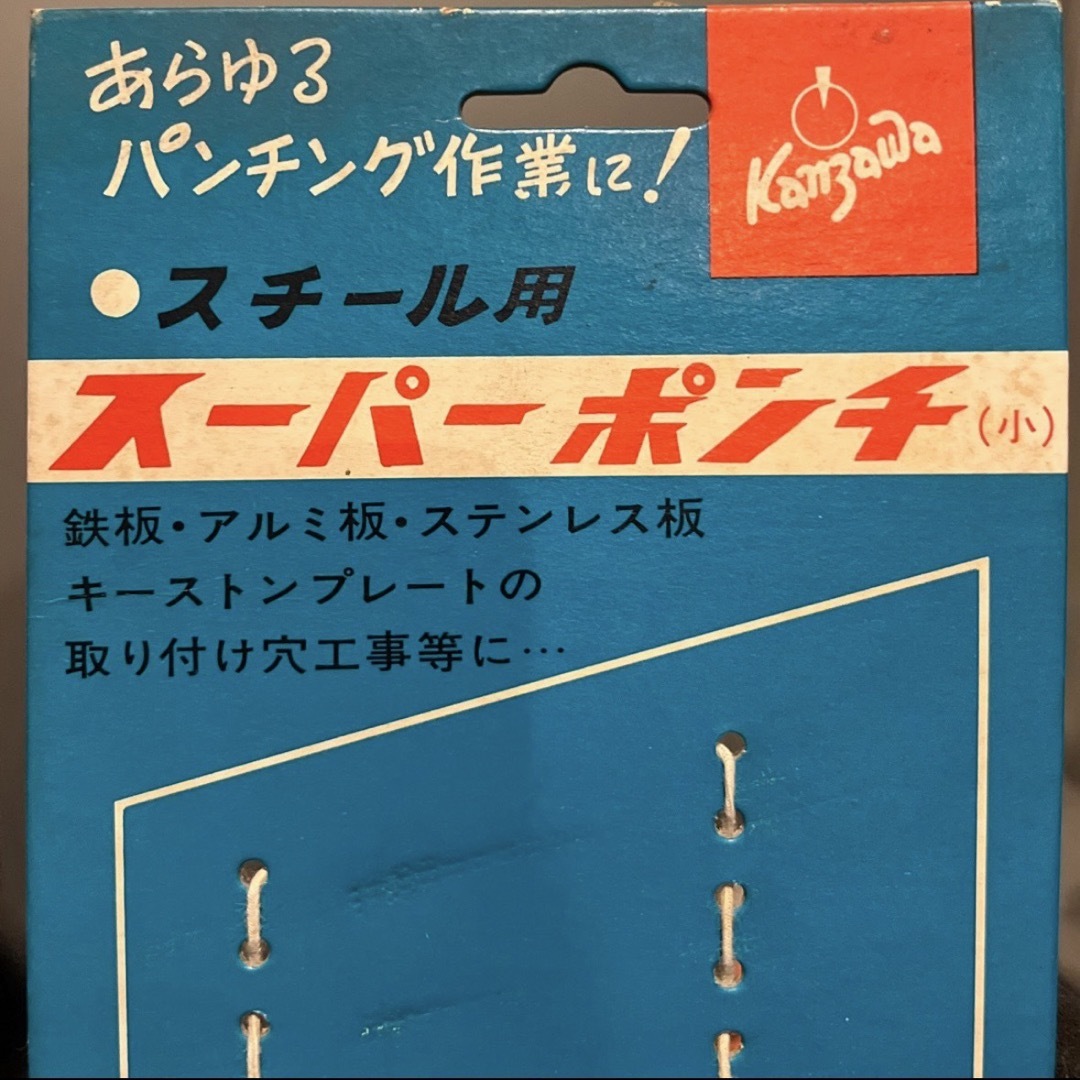 あらゆる
パンチング作業に!
Kanzawa
●スチール用
スーパーポンチ(小)
鉄板・アルミ板・ステンレス板
キーストンプレートの
取り付け穴工事等に…